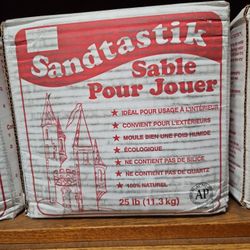 Sandtastik
Sable
Pour Jouer
★ IDÉAL POUR USAGE À L'INTÉRIEUR
★ CONVIENT POUR L'EXTÉRIEURS
★ MOULE BIEN UNE FOIS HUMIDE
★ ÉCOLOGIQUE
★ NE CONTIENT PAS DE SILICE
★ NE CONTIENT PAS DE QUARTZ
★ 100% NATUREL
25 lb (11.3 kg)
AP